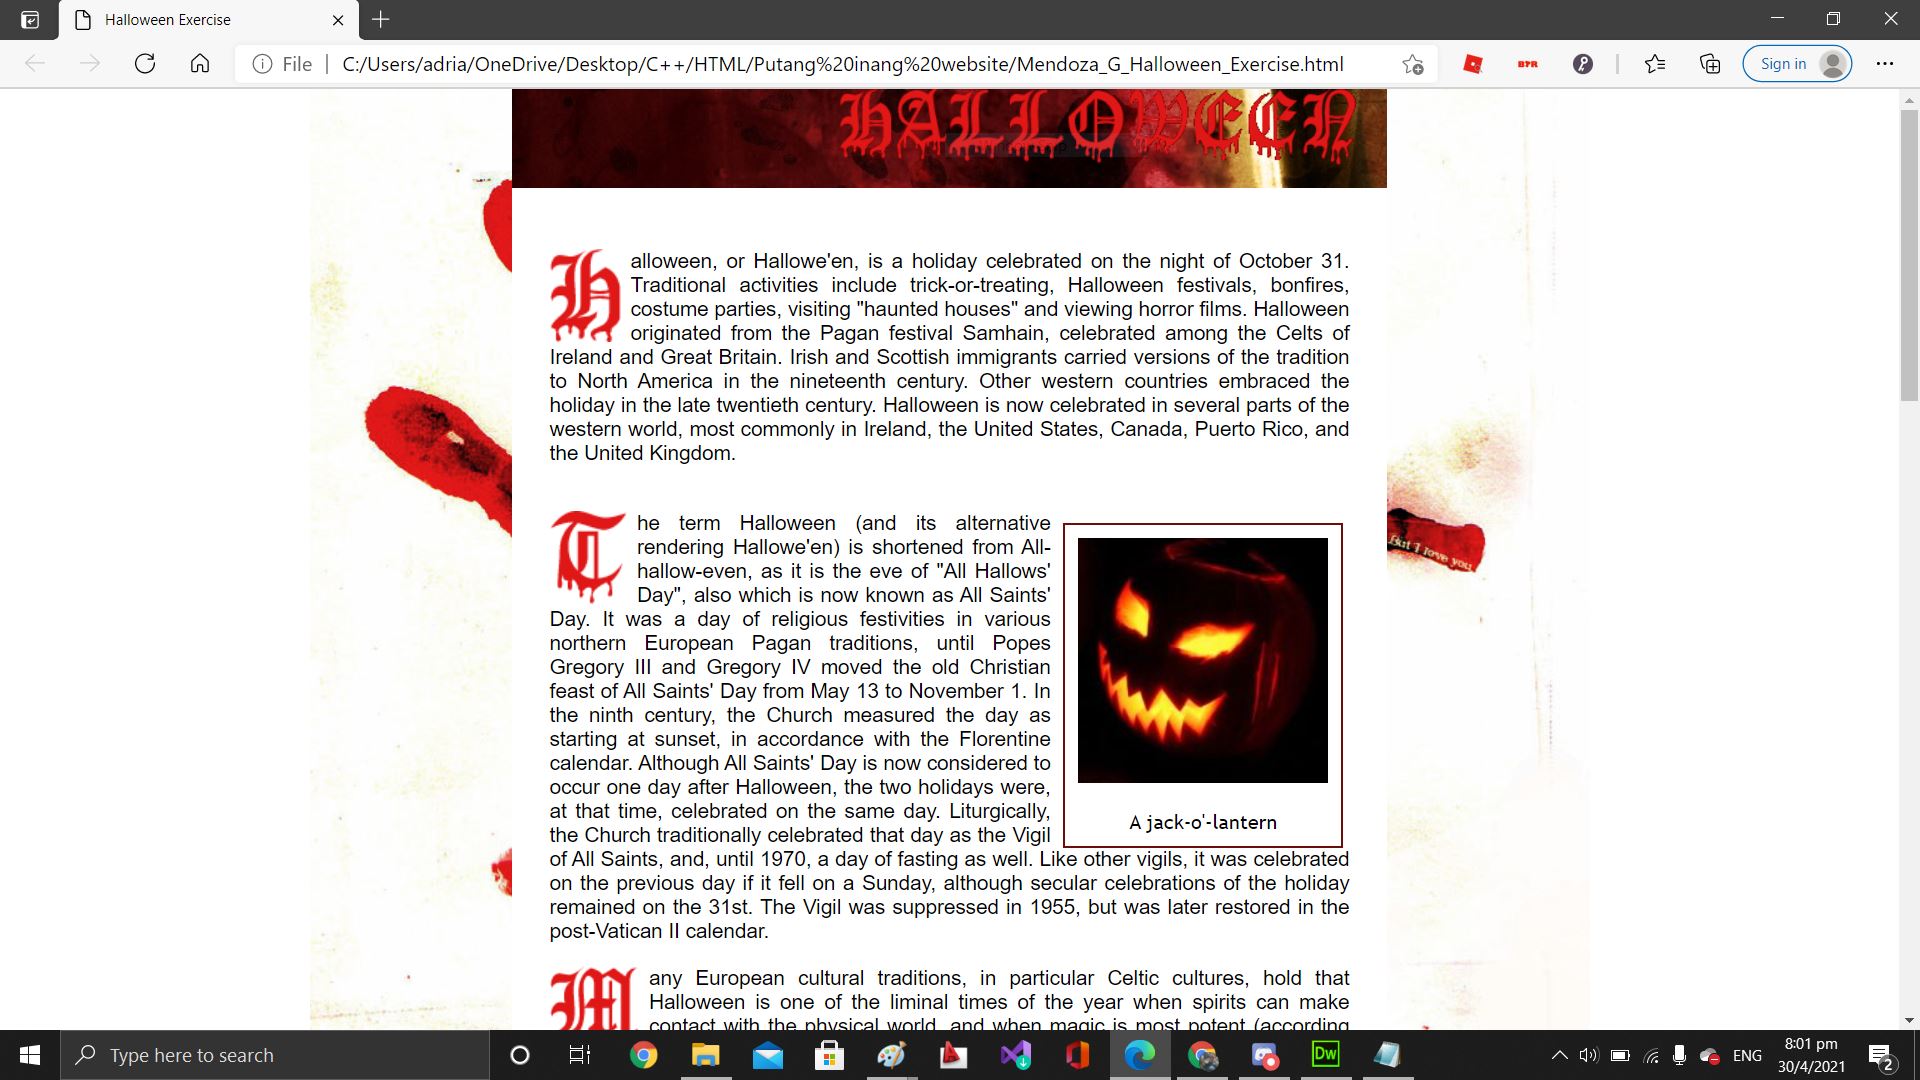 Halloween Exercise
File
C:/Users/adria/OneDrive/Desktop/C++/HTML/Putang%20inang%20website/Mendoza_G_Halloween_Exercise.html
BPR
Sign in
HALLOWEEN
Halloween, or Hallowe'en, is a holiday celebrated on the night of October 31.
Traditional activities include trick-or-treating, Halloween festivals, bonfires,
costume parties, visiting "haunted houses" and viewing horror films. Halloween
originated from the Pagan festival Samhain, celebrated among the Celts of
Ireland and Great Britain. Irish and Scottish immigrants carried versions of the tradition
to North America in the nineteenth century. Other western countries embraced the
holiday in the late twentieth century. Halloween is now celebrated in several parts of the
western world, most commonly in Ireland, the United States, Canada, Puerto Rico, and
the United Kingdom.
The term Halloween (and its alternative
rendering Hallowe'en) is shortened from All-
hallow-even, as it is the eve of "All Hallows'
Day", also which is now known as All Saints'
Day. It was a day of religious festivities in various
northern European Pagan traditions, until Popes
Gregory III and Gregory IV moved the old Christian
feast of All Saints' Day from May 13 to November 1. In
the ninth century, the Church measured the day as
starting at sunset, in accordance with the Florentine
calendar. Although All Saints' Day is now considered to
occur one day after Halloween, the two holidays were,
at that time, celebrated on the same day. Liturgically,
the Church traditionally celebrated that day as the Vigil
of All Saints, and, until 1970, a day of fasting as well. Like other vigils, it was celebrated
on the previous day if it fell on a Sunday, although secular celebrations of the holiday
remained on the 31st. The Vigil was suppressed in 1955, but was later restored in the
post-Vatican II calendar.
A jack-o'-lantern
But I love you
Many European cultural traditions, in particular Celtic cultures, hold that
Halloween is one of the liminal times of the year when spirits can make
contact with the physical world, and when magic is most potent (according
Type here to search
Dw
ENG
8:01 pm
30/4/2021
2